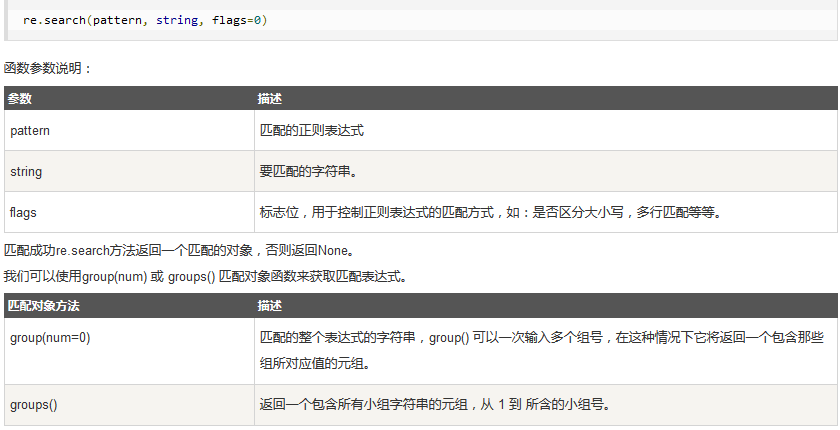 re.search(pattern, string, flags=0)
函数参数说明：
参数 描述
pattern 匹配的正则表达式
string 要匹配的字符串。
flags 标志位，用于控制正则表达式的匹配方式，如：是否区分大小写，多行匹配等等。
匹配成功re.search方法返回一个匹配的对象，否则返回None。
我们可以使用group(num) 或 groups() 匹配对象函数来获取匹配表达式。
匹配对象方法 描述
group(num=0) 匹配的整个表达式的字符串，group() 可以一次输入多个组号，在这种情况下它将返回一个包含那些
组所对应值的元组。
groups() 返回一个包含所有小组字符串的元组，从 1 到 所含的小组号。